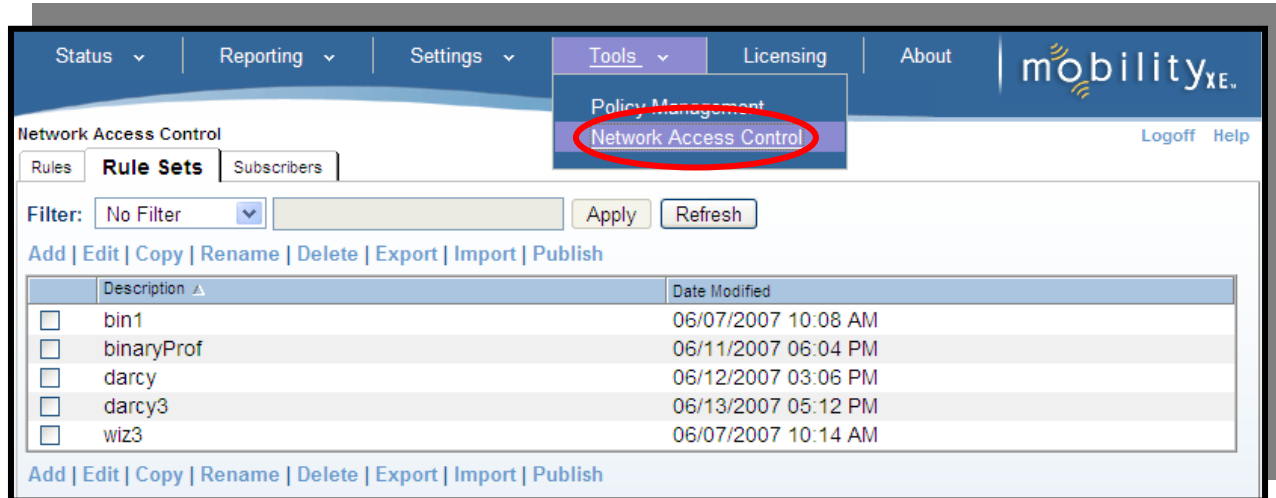 Status Reporting Settings Tools Licensing About mobilityXE™
Policy Management
Network Access Control
Network Access Control Logoff Help
Rules Rule Sets Subscribers
Filter: No Filter Apply Refresh
Add | Edit | Copy | Rename | Delete | Export | Import | Publish
Description Date Modified
bin1 06/07/2007 10:08 AM
binaryProf 06/11/2007 06:04 PM
darcy 06/12/2007 03:06 PM
darcy3 06/13/2007 05:12 PM
wiz3 06/07/2007 10:14 AM
Add | Edit | Copy | Rename | Delete | Export | Import | Publish